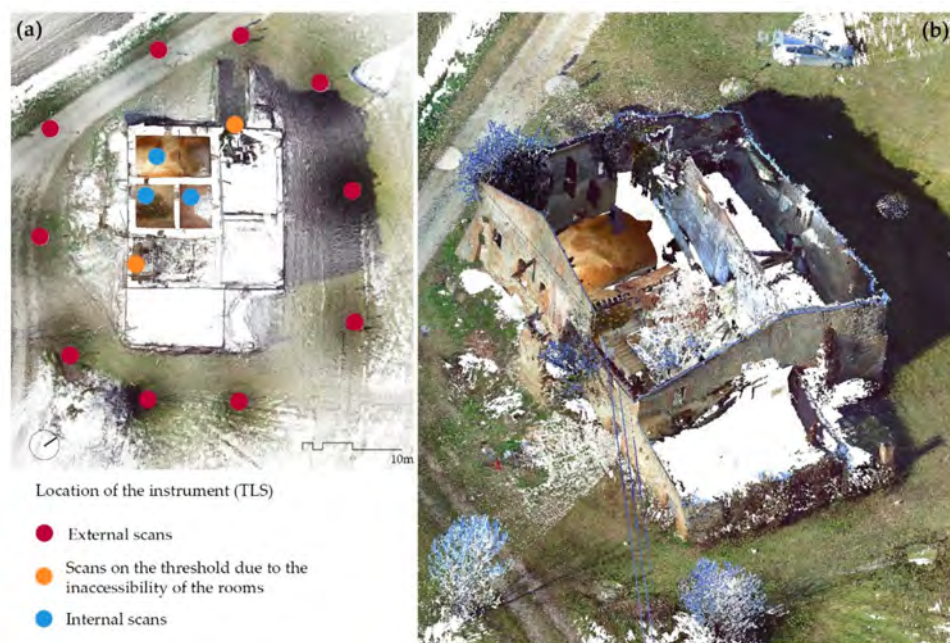 (a)
(b)
10m
Location of the instrument (TLS)
External scans
Scans on the threshold due to the
inaccessibility of the rooms
Internal scans